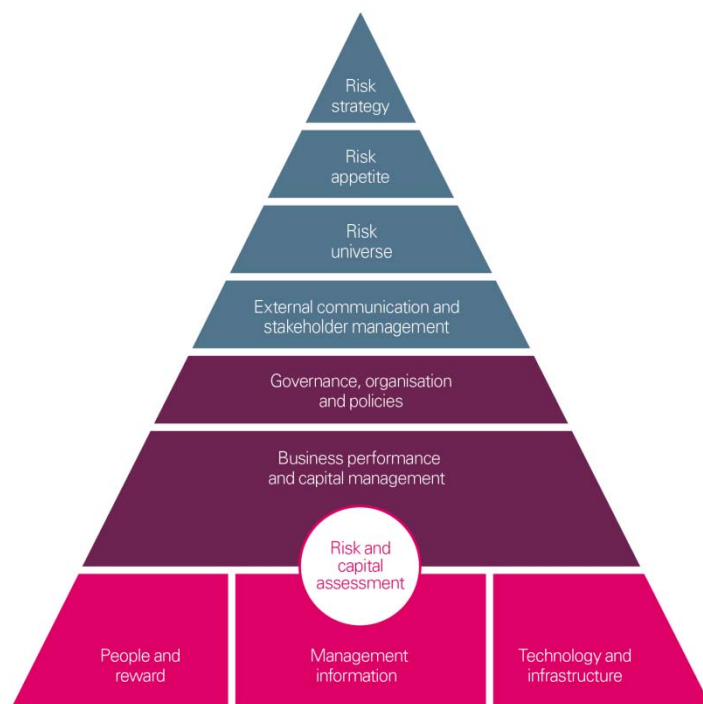 Risk
strategy
Risk
appetite
Risk
universe
External communication and
stakeholder management
Governance, organisation
and policies
Business performance
and capital management
Risk and
capital
assessment
People and
reward
Management
information
Technology and
infrastructure